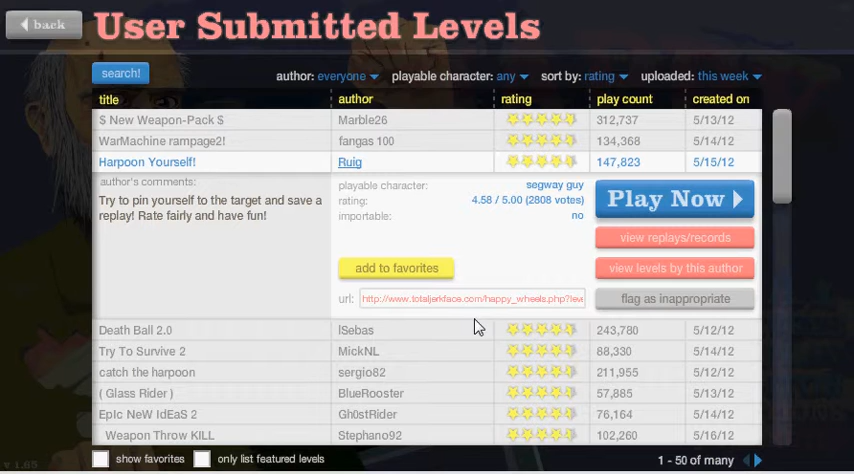 back
User Submitted Levels
search!
author: everyone playable character: any sort by: rating uploaded: this week
title author rating play count created on
$ New Weapon-Pack $ Marble26 312,737 5/13/12
WarMachine rampage2! fangas 100 134,368 5/14/12
Harpoon Yourself! Ruig 147,823 5/15/12
author's comments:
Try to pin yourself to the target and save a
replay! Rate fairly and have fun!
playable character: segway guy
rating: 4.58 / 5.00 (2808 votes)
importable: no
Play Now
view replays/records
add to favorites
view levels by this author
url: http://www.totaljerkface.com/happy_wheels.php?leve
flag as inappropriate
Death Ball 2.0 lSebas 243,780 5/12/12
Try To Survive 2 MickNL 88,330 5/14/12
catch the harpoon sergio82 211,955 5/12/12
( Glass Rider ) BlueRooster 57,885 5/13/12
EpIc NeW IdEaS 2 Gh0stRider 76,164 5/14/12
Weapon Throw KILL Stephano92 102,260 5/16/12
show favorites only list featured levels 1 - 50 of many
v 1.65